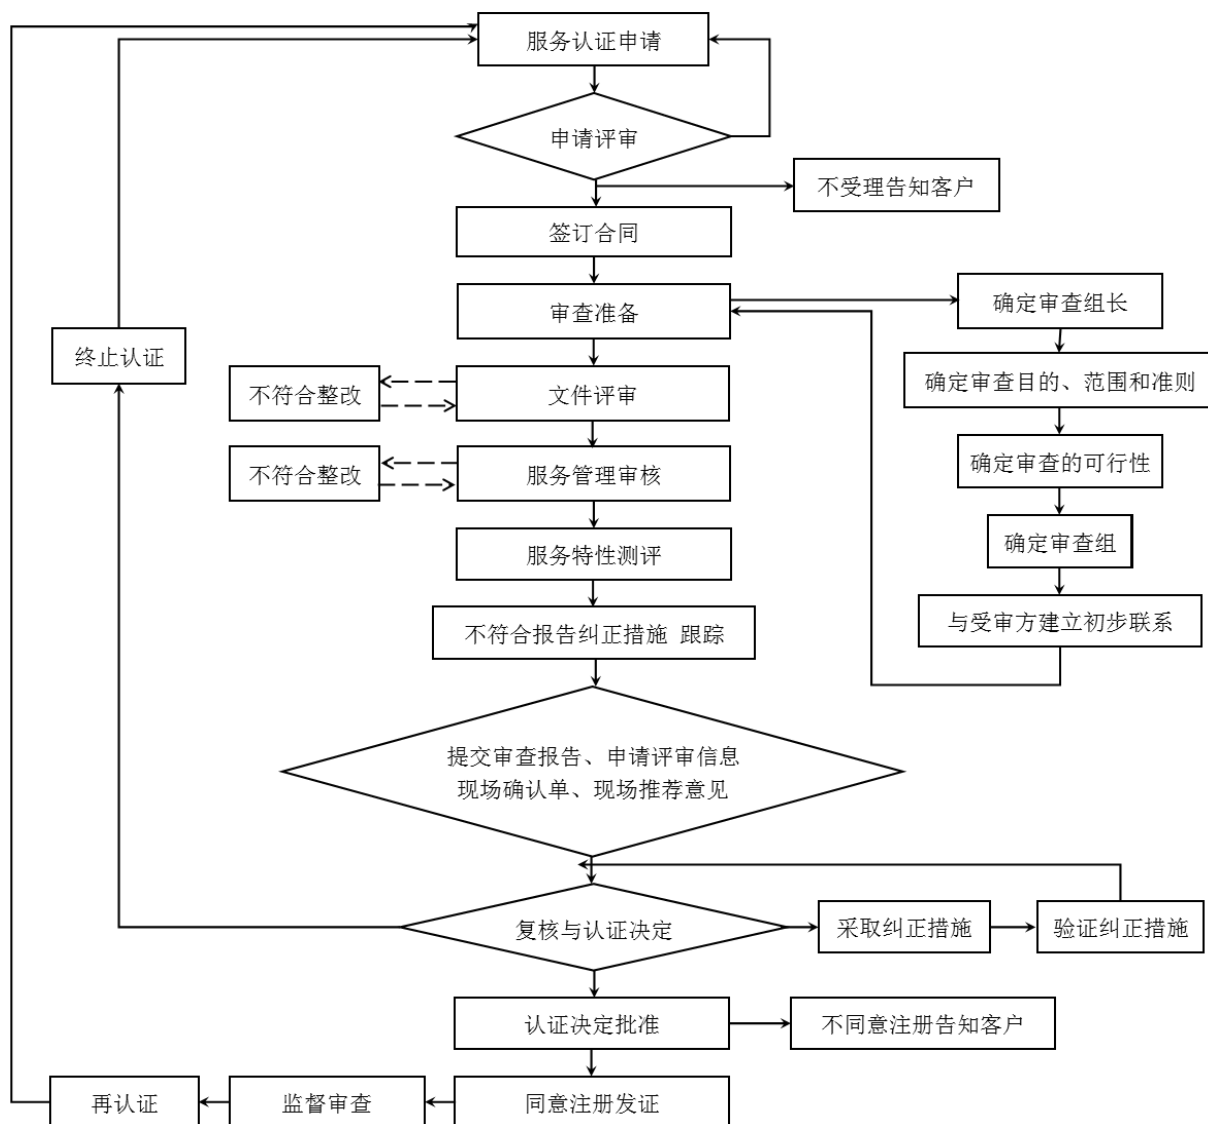 服务认证申请
申请评审
不受理告知客户
签订合同
审查准备
确定审查组长
终止认证
确定审查目的、范围和准则
不符合整改
文件评审
确定审查的可行性
不符合整改
服务管理审核
确定审查组
服务特性测评
与受审方建立初步联系
不符合报告纠正措施 跟踪
提交审查报告、申请评审信息
现场确认单、现场推荐意见
复核与认证决定
采取纠正措施
验证纠正措施
认证决定批准
不同意注册告知客户
再认证
监督审查
同意注册发证